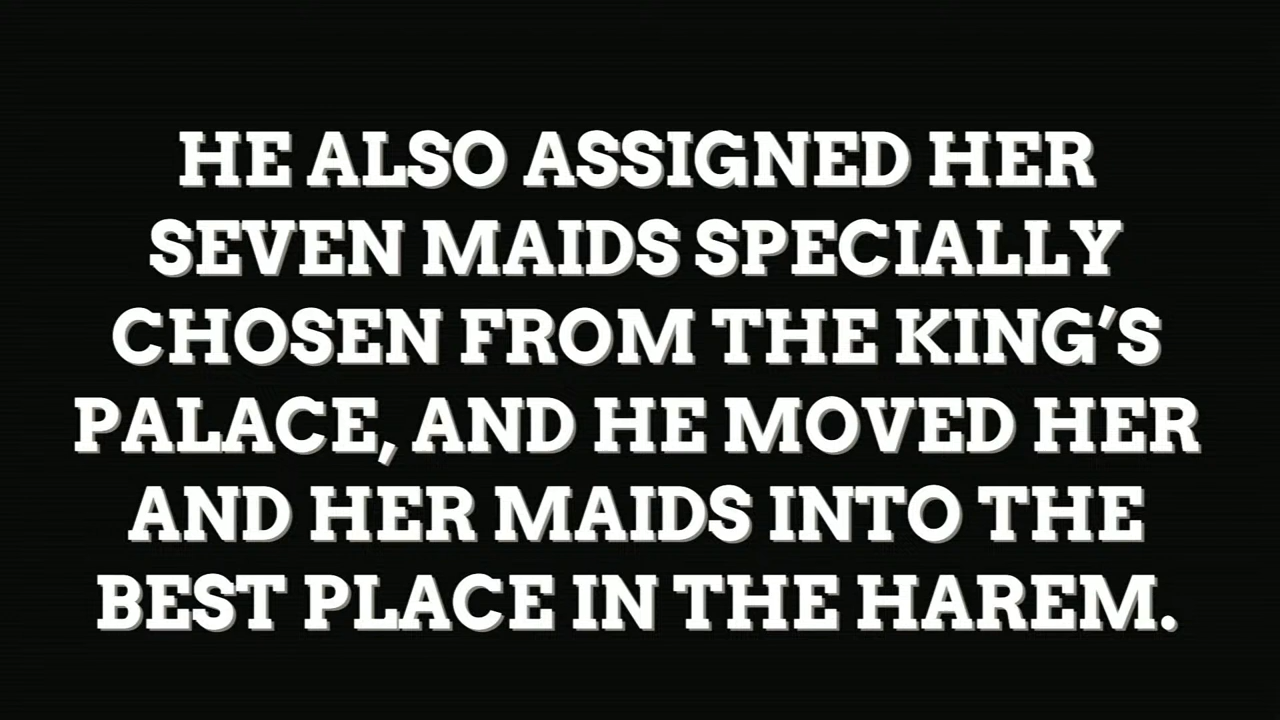 HE ALSO ASSIGNED HER
SEVEN MAIDS SPECIALLY
CHOSEN FROM THE KING’S
PALACE, AND HE MOVED HER
AND HER MAIDS INTO THE
BEST PLACE IN THE HAREM.